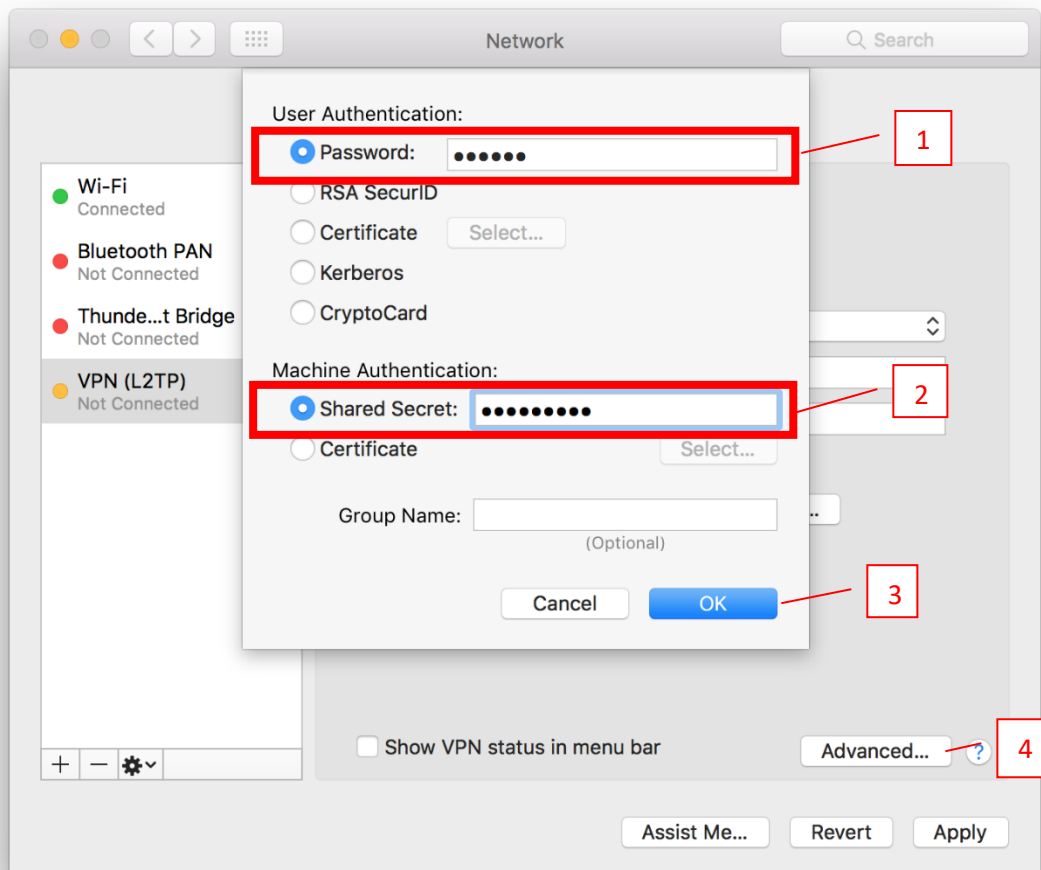 Network
Search
User Authentication:
Password: ●●●●●●
1
RSA SecurID
Certificate Select...
Kerberos
CryptoCard
Machine Authentication:
Shared Secret: ●●●●●●●●●
2
Certificate Select...
Group Name:
(Optional)
Cancel OK
3
Wi-Fi
Connected
Bluetooth PAN
Not Connected
Thunde...t Bridge
Not Connected
VPN (L2TP)
Not Connected
..
Show VPN status in menu bar
Advanced... ?
4
+ −
Assist Me... Revert Apply